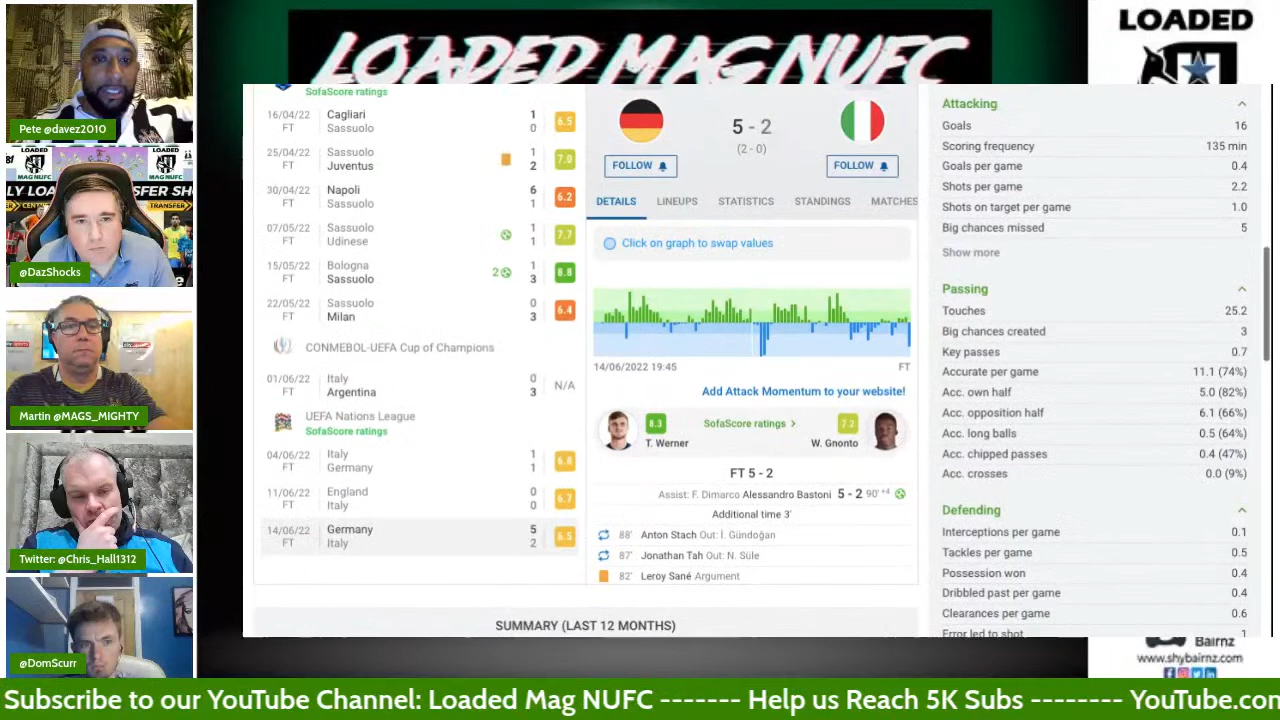 LOADED MAG NUFC
LOADED
Pete @davez2010
@DazShocks
Martin @MAGS_MIGHTY
Twitter: @Chris_Hall1312
@DomScurr
SofaScore ratings
16/04/22 Cagliari 1
FT Sassuolo 0
6.5
25/04/22 Sassuolo 1
FT Juventus 2
7.0
30/04/22 Napoli 6
FT Sassuolo 1
6.2
07/05/22 Sassuolo 1
FT Udinese 1
7.7
15/05/22 Bologna 1
FT Sassuolo 3
2
8.8
22/05/22 Sassuolo 0
FT Milan 3
6.4
CONMEBOL-UEFA Cup of Champions
01/06/22 Italy 0
FT Argentina 3
N/A
UEFA Nations League
SofaScore ratings
04/06/22 Italy 1
FT Germany 1
6.8
11/06/22 England 0
FT Italy 0
6.7
14/06/22 Germany 5
FT Italy 2
6.5
5 - 2
(2 - 0)
FOLLOW
FOLLOW
DETAILS LINEUPS STATISTICS STANDINGS MATCHES
Click on graph to swap values
14/06/2022 19:45 FT
Add Attack Momentum to your website!
8.3 SofaScore ratings > 7.2
T. Werner W. Gnonto
FT 5 - 2
Assist: F. Dimarco Alessandro Bastoni 5 - 2 90'+4
Additional time 3'
88' Anton Stach Out: İ. Gündoğan
87' Jonathan Tah Out: N. Süle
82' Leroy Sané Argument
SUMMARY (LAST 12 MONTHS)
Attacking
Goals 16
Scoring frequency 135 min
Goals per game 0.4
Shots per game 2.2
Shots on target per game 1.0
Big chances missed 5
Show more
Passing
Touches 25.2
Big chances created 3
Key passes 0.7
Accurate per game 11.1 (74%)
Acc. own half 5.0 (82%)
Acc. opposition half 6.1 (66%)
Acc. long balls 0.5 (64%)
Acc. chipped passes 0.4 (47%)
Acc. crosses 0.0 (9%)
Defending
Interceptions per game 0.1
Tackles per game 0.5
Possession won 0.4
Dribbled past per game 0.4
Clearances per game 0.6
Error led to shot 1
Bairnz
www.shybairnz.com
Subscribe to our YouTube Channel: Loaded Mag NUFC ------- Help us Reach 5K Subs -------- YouTube.con